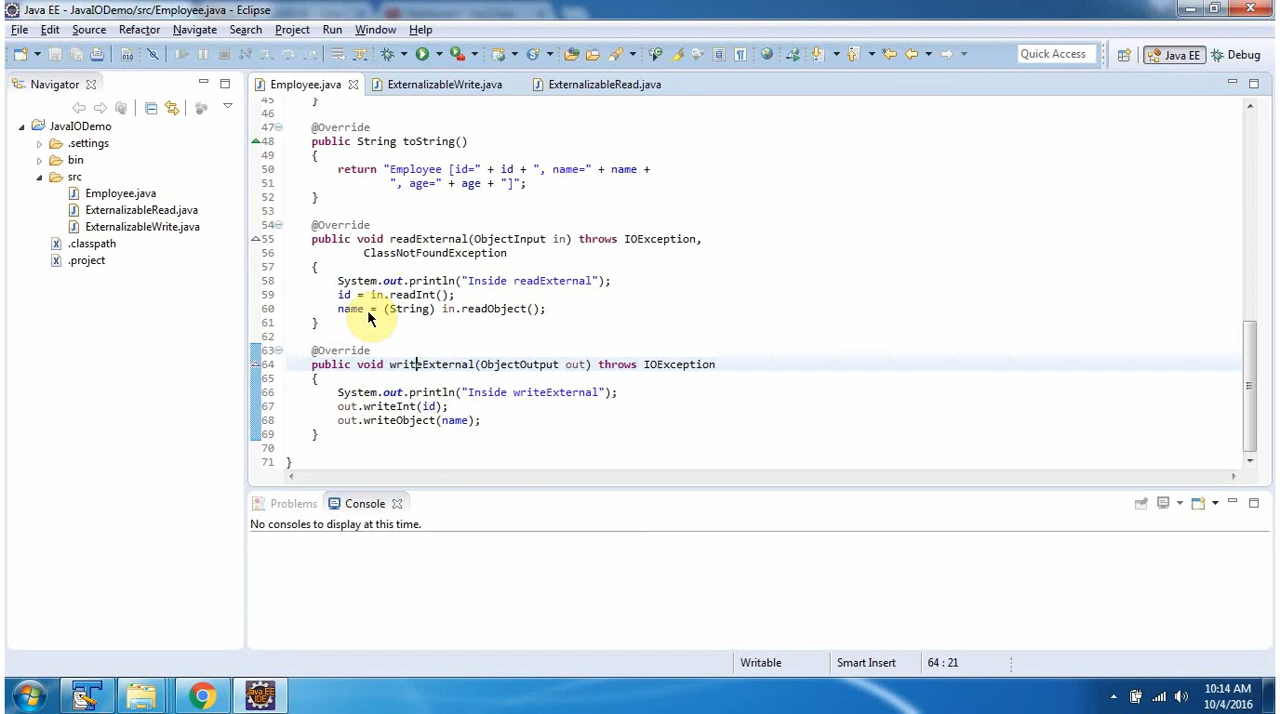 Java EE - JavaIODemo/src/Employee.java - Eclipse
File Edit Source Refactor Navigate Search Project Run Window Help
Quick Access Java EE Debug
Navigator
JavaIODemo
.settings
bin
src
Employee.java
ExternalizableRead.java
ExternalizableWrite.java
.classpath
.project
Employee.java ExternalizableWrite.java ExternalizableRead.java
45 }
46
47 @Override
48 public String toString()
49 {
50 return "Employee [id=" + id + ", name=" + name +
51 ", age=" + age + "]";
52 }
53
54 @Override
55 public void readExternal(ObjectInput in) throws IOException,
56 ClassNotFoundException
57 {
58 System.out.println("Inside readExternal");
59 id = in.readInt();
60 name = (String) in.readObject();
61 }
62
63 @Override
64 public void writeExternal(ObjectOutput out) throws IOException
65 {
66 System.out.println("Inside writeExternal");
67 out.writeInt(id);
68 out.writeObject(name);
69 }
70
71 }
Problems Console
No consoles to display at this time.
Writable Smart Insert 64 : 21
10:14 AM
10/4/2016